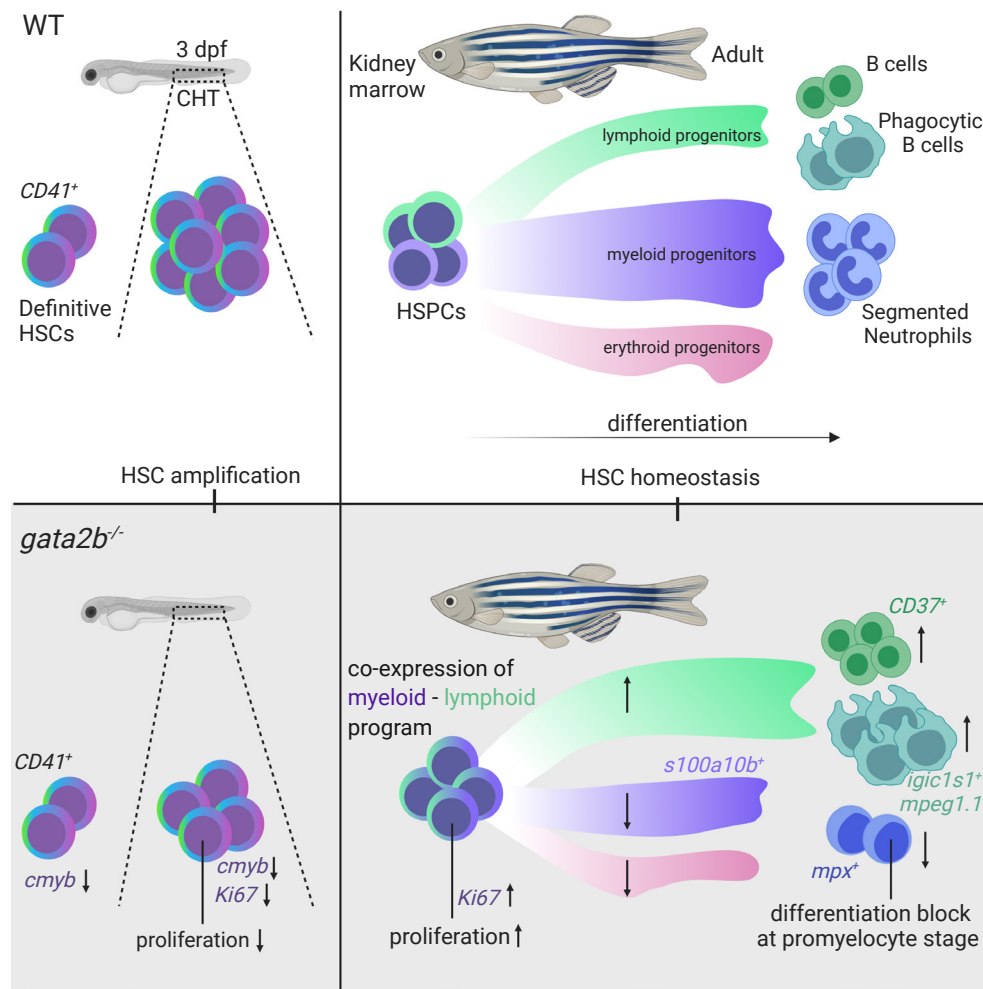 WT
3 dpf
CHT
CD41+
Definitive
HSCs
HSC amplification
Kidney
marrow
Adult
B cells
Phagocytic
B cells
lymphoid progenitors
myeloid progenitors
HSPCs
Segmented
Neutrophils
erythroid progenitors
differentiation
HSC homeostasis
gata2b-/-
CD41+
cmyb ↓
cmyb ↓
Ki67 ↓
proliferation ↓
co-expression of
myeloid - lymphoid
program
CD37+
↑
↑
s100a10b+
↑
igic1s1+
mpeg1.1
↓
mpx+ ↓
↓
Ki67 ↑
proliferation ↑
differentiation block
at promyelocyte stage